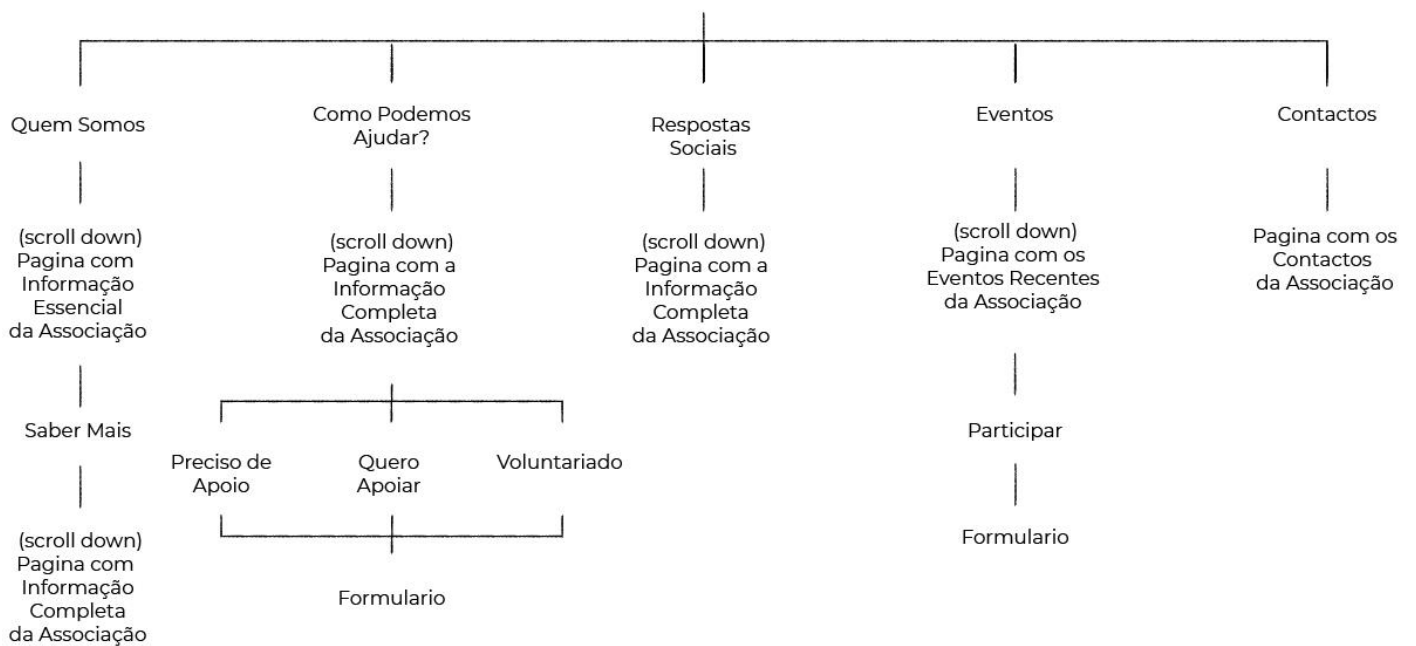 Quem Somos
Como Podemos
Ajudar?
Respostas
Sociais
Eventos
Contactos
(scroll down)
Pagina com
Informação
Essencial
da Associação
(scroll down)
Pagina com a
Informação
Completa
da Associação
(scroll down)
Pagina com a
Informação
Completa
da Associação
(scroll down)
Pagina com os
Eventos Recentes
da Associação
Pagina com os
Contactos
da Associação
Saber Mais
Preciso de
Apoio
Quero
Apoiar
Voluntariado
Participar
(scroll down)
Pagina com
Informação
Completa
da Associação
Formulario
Formulario